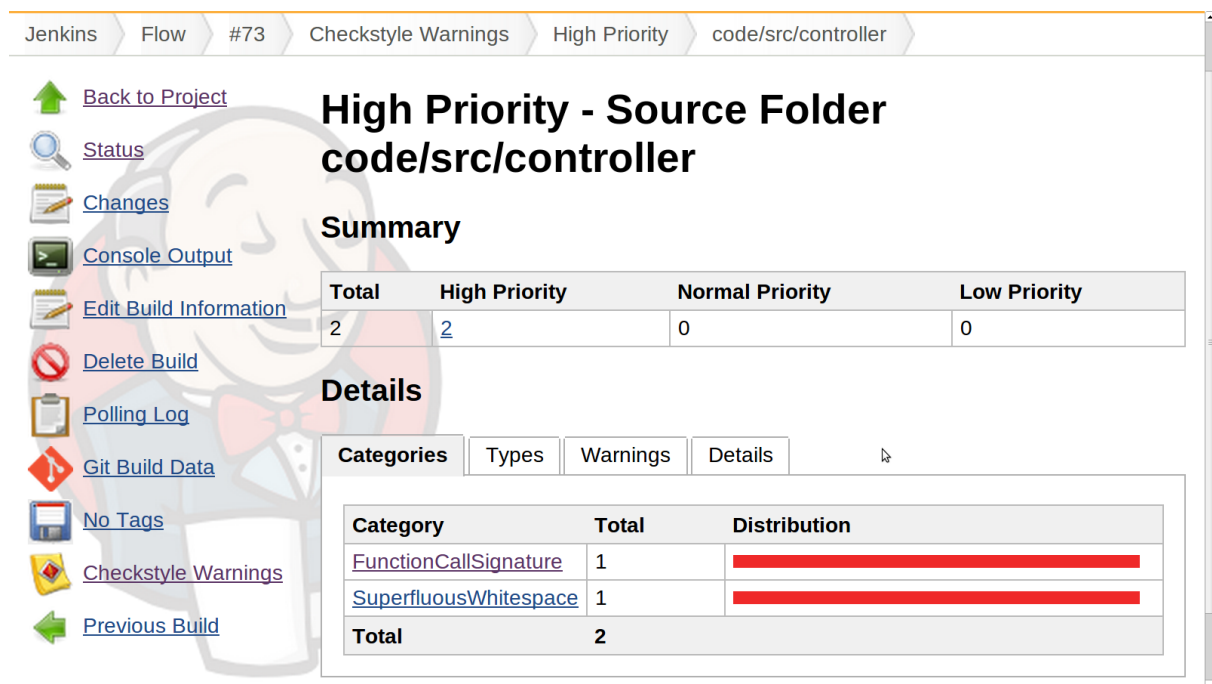 Jenkins Flow #73 Checkstyle Warnings High Priority code/src/controller
Back to Project
Status
Changes
Console Output
Edit Build Information
Delete Build
Polling Log
Git Build Data
No Tags
Checkstyle Warnings
Previous Build
High Priority - Source Folder
code/src/controller
Summary
Total High Priority Normal Priority Low Priority
2 2 0 0
Details
Categories Types Warnings Details
Category Total Distribution
FunctionCallSignature 1
SuperfluousWhitespace 1
Total 2